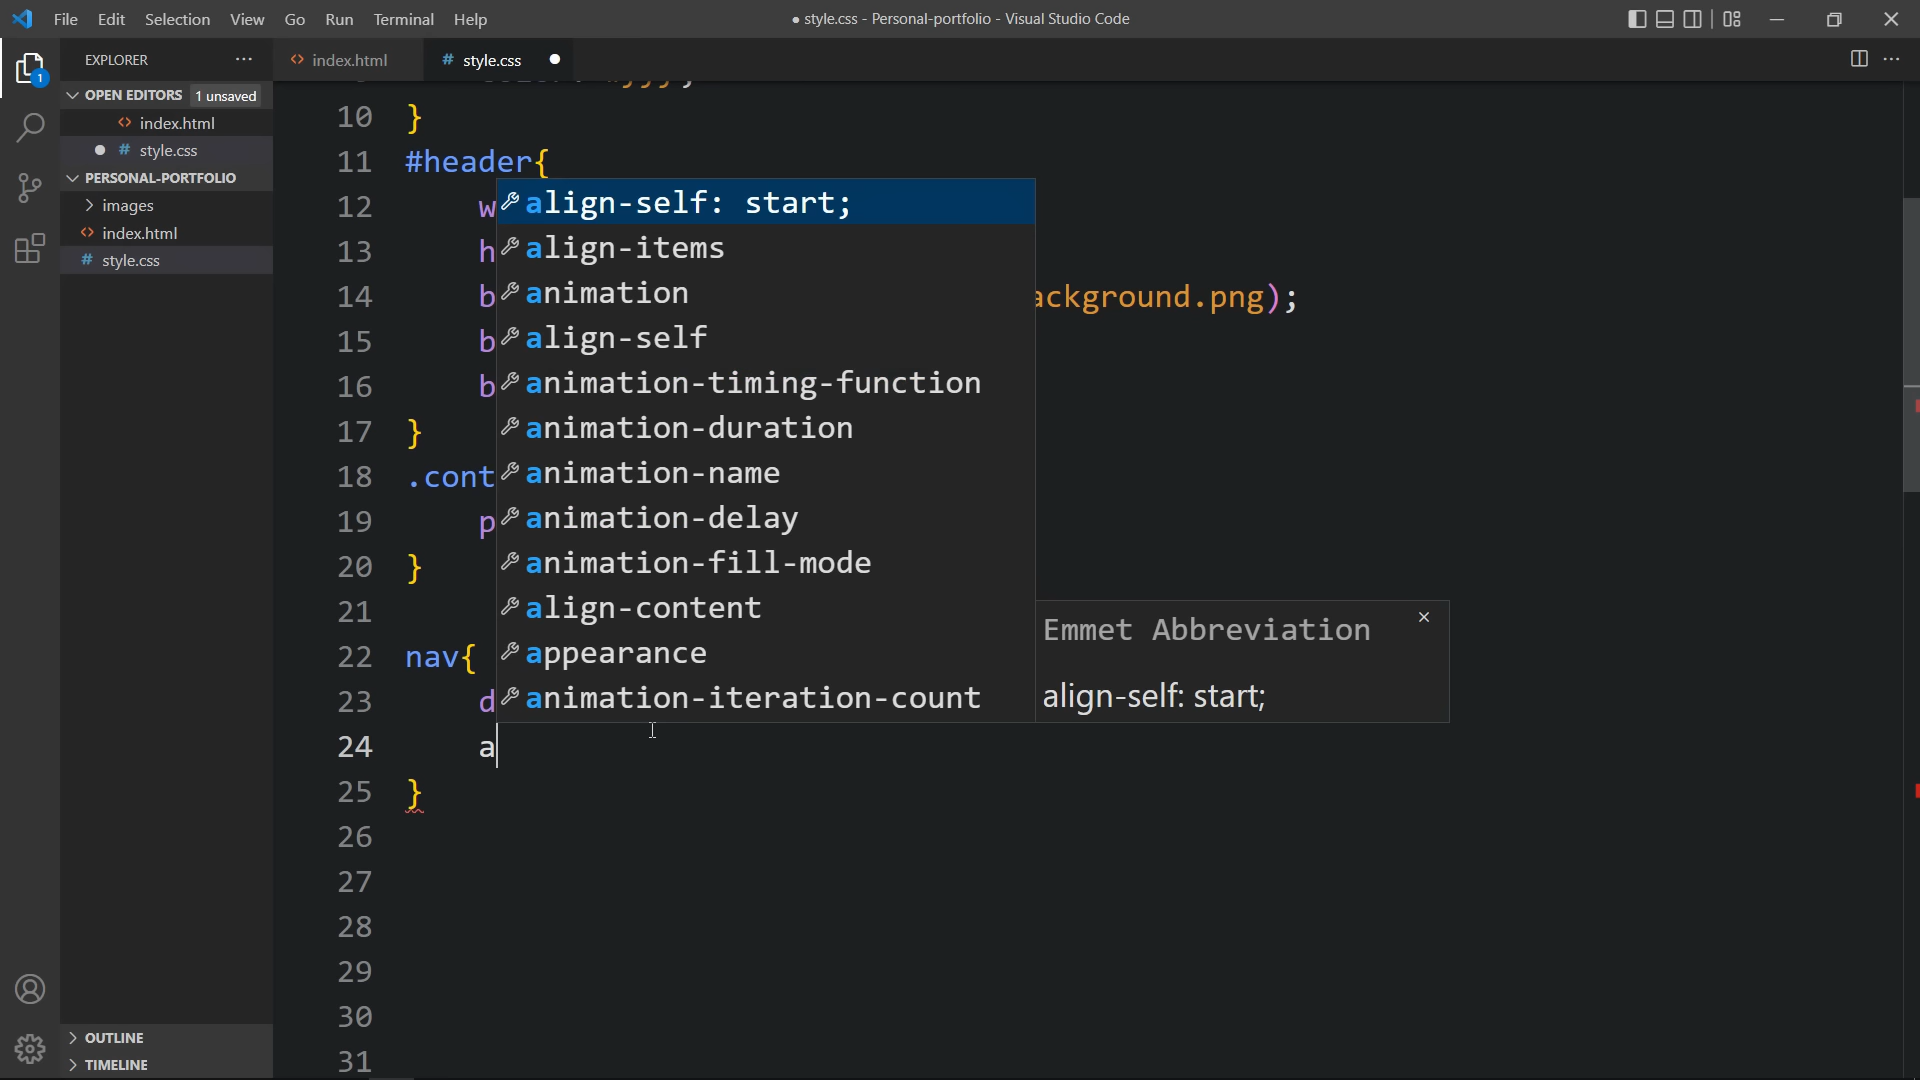 File Edit Selection View Go Run Terminal Help
● style.css - Personal-portfolio - Visual Studio Code
EXPLORER ···
<> index.html
# style.css ●
OPEN EDITORS 1 unsaved
<> index.html
● # style.css
PERSONAL-PORTFOLIO
> images
<> index.html
# style.css
OUTLINE
TIMELINE
1
10 }
11 #header{
12 w
13 h
14 b ackground.png);
15 b
16 b
17 }
18 .cont
19 p
20 }
21
22 nav{
23 d
24 a
25 }
26
27
28
29
30
31
align-self: start;
align-items
animation
align-self
animation-timing-function
animation-duration
animation-name
animation-delay
animation-fill-mode
align-content
appearance
animation-iteration-count
Emmet Abbreviation ×
align-self: start;